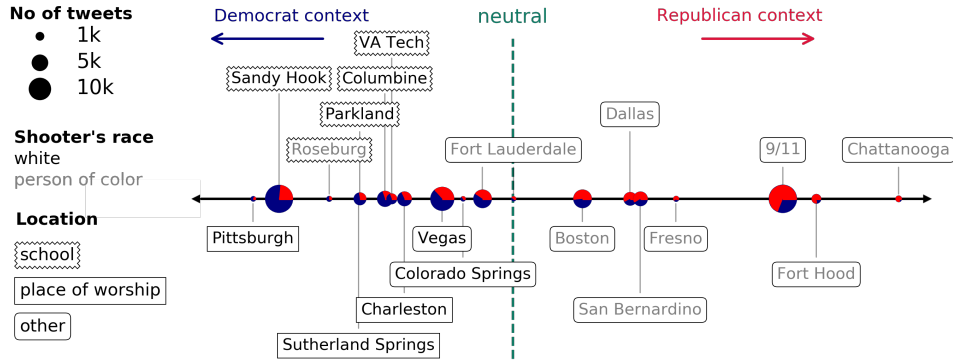 No of tweets
1k
5k
10k
Shooter's race
white
person of color
Location
school
place of worship
other
Democrat context
neutral
Republican context
VA Tech
Sandy Hook
Columbine
Parkland
Dallas
Roseburg
Fort Lauderdale
9/11
Chattanooga
Pittsburgh
Vegas
Boston
Fresno
Colorado Springs
Fort Hood
Charleston
San Bernardino
Sutherland Springs